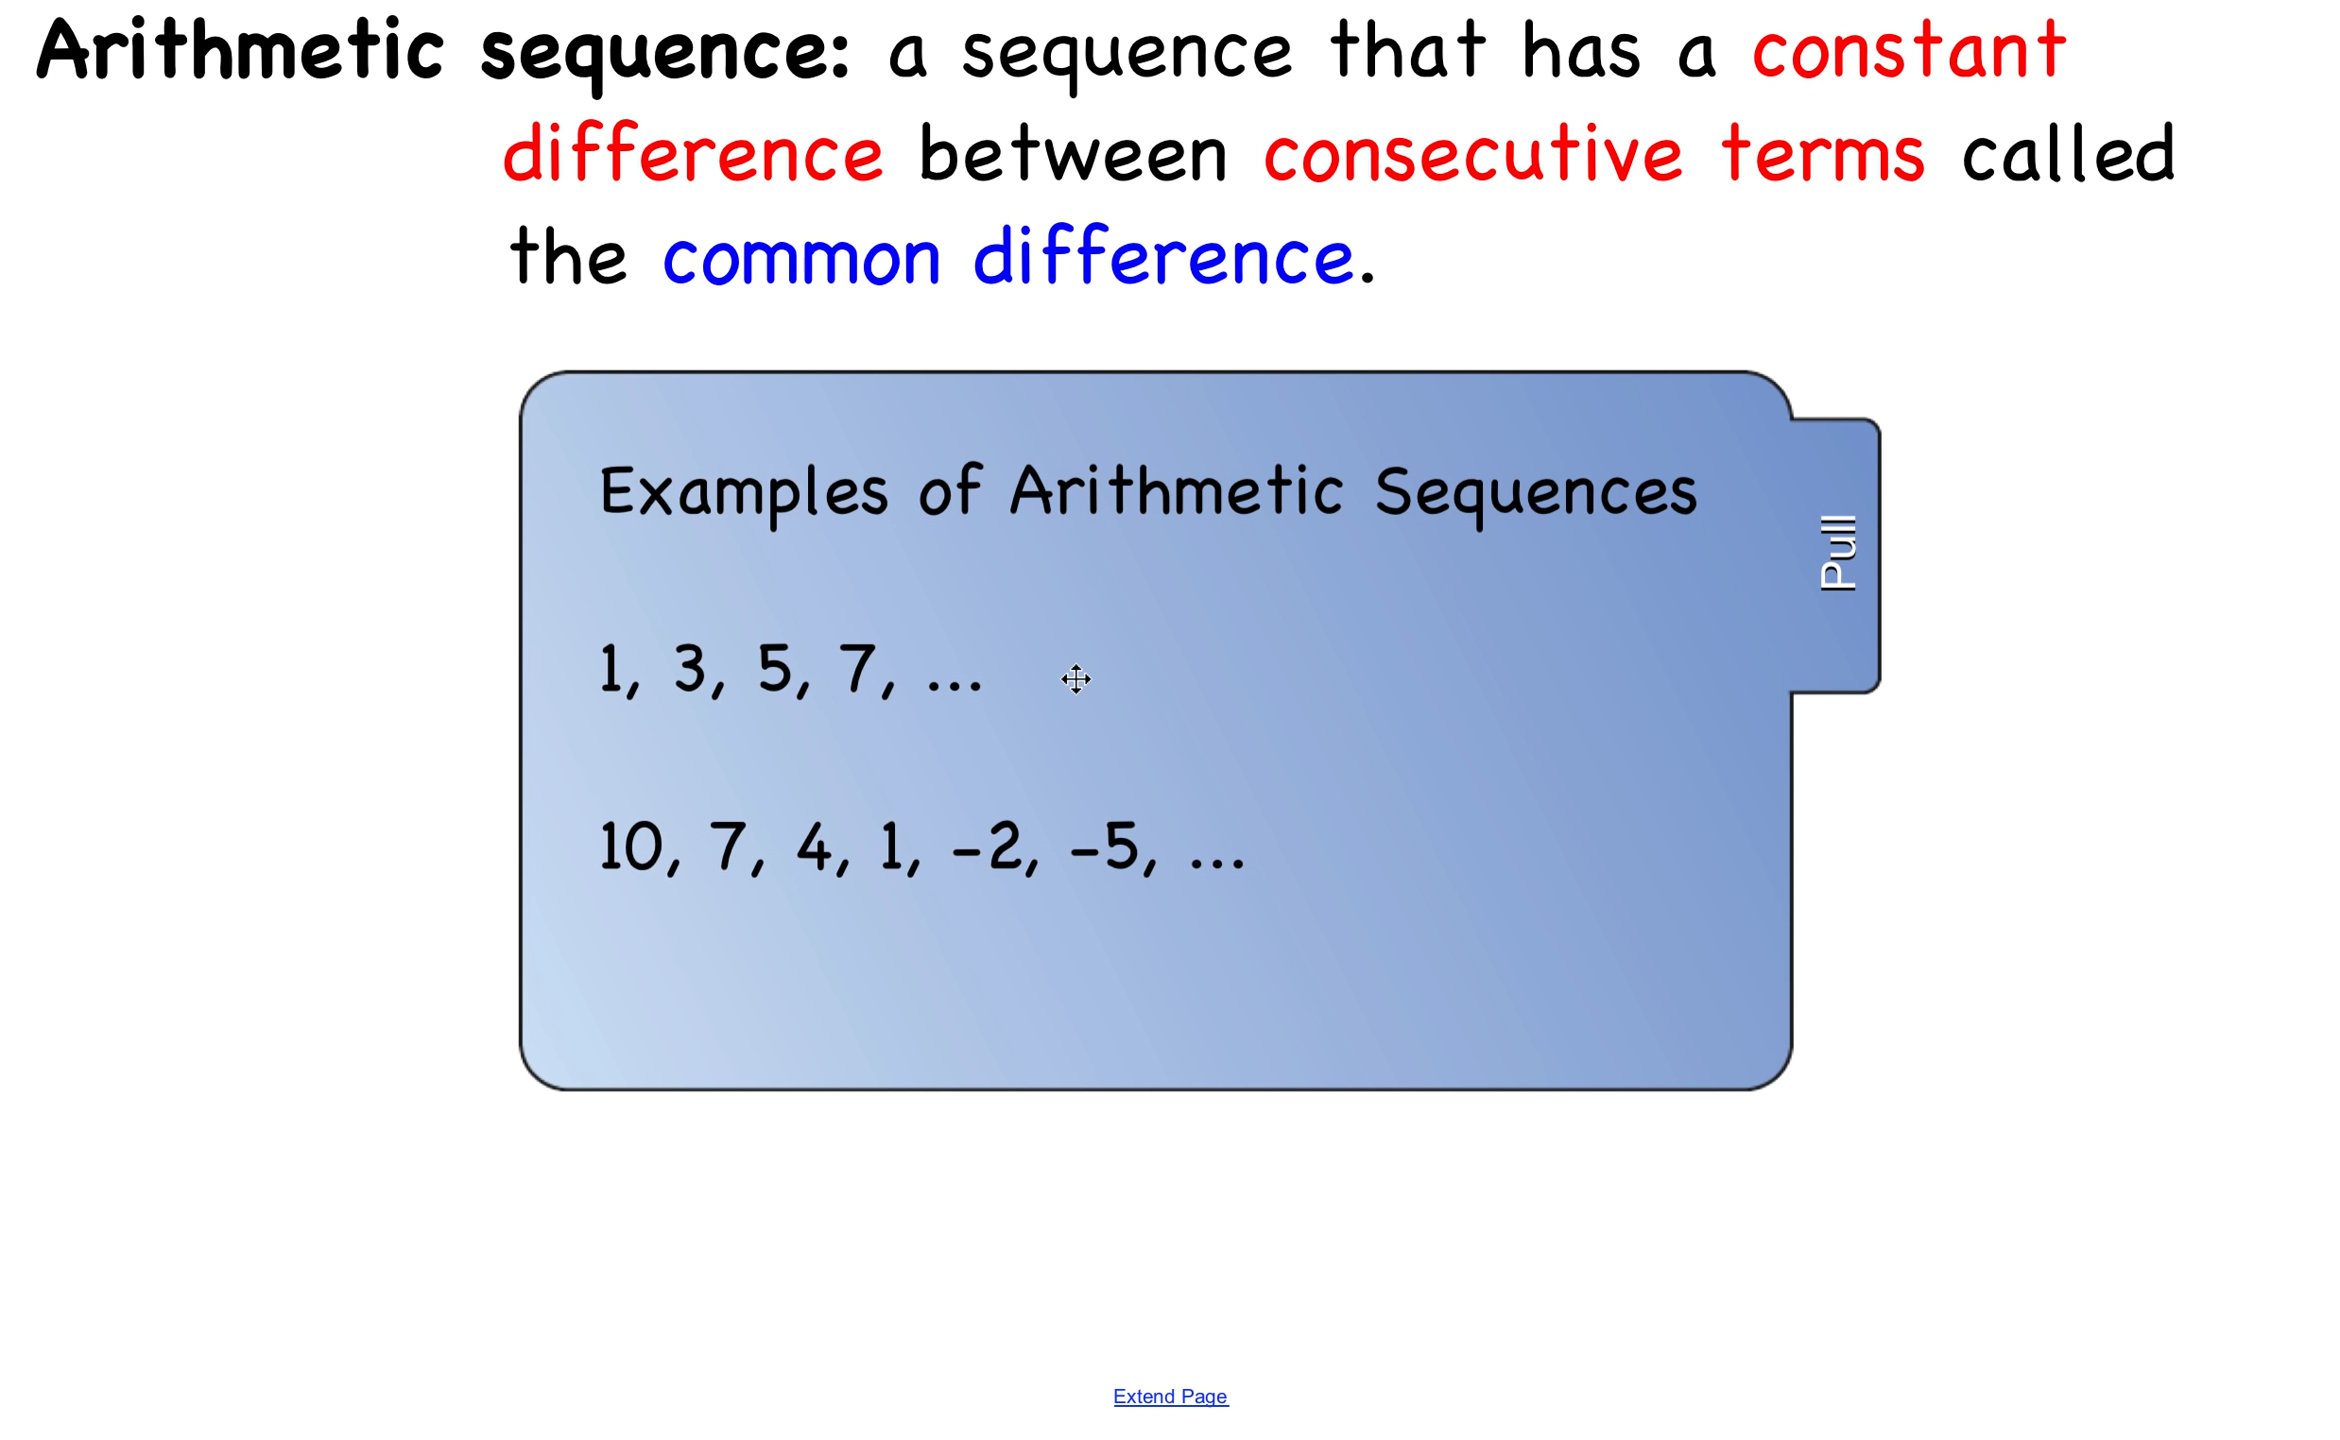 Arithmetic sequence: a sequence that has a constant
difference between consecutive terms called
the common difference.
Examples of Arithmetic Sequences
Pull
1, 3, 5, 7, ...
10, 7, 4, 1, -2, -5, ...
Extend Page